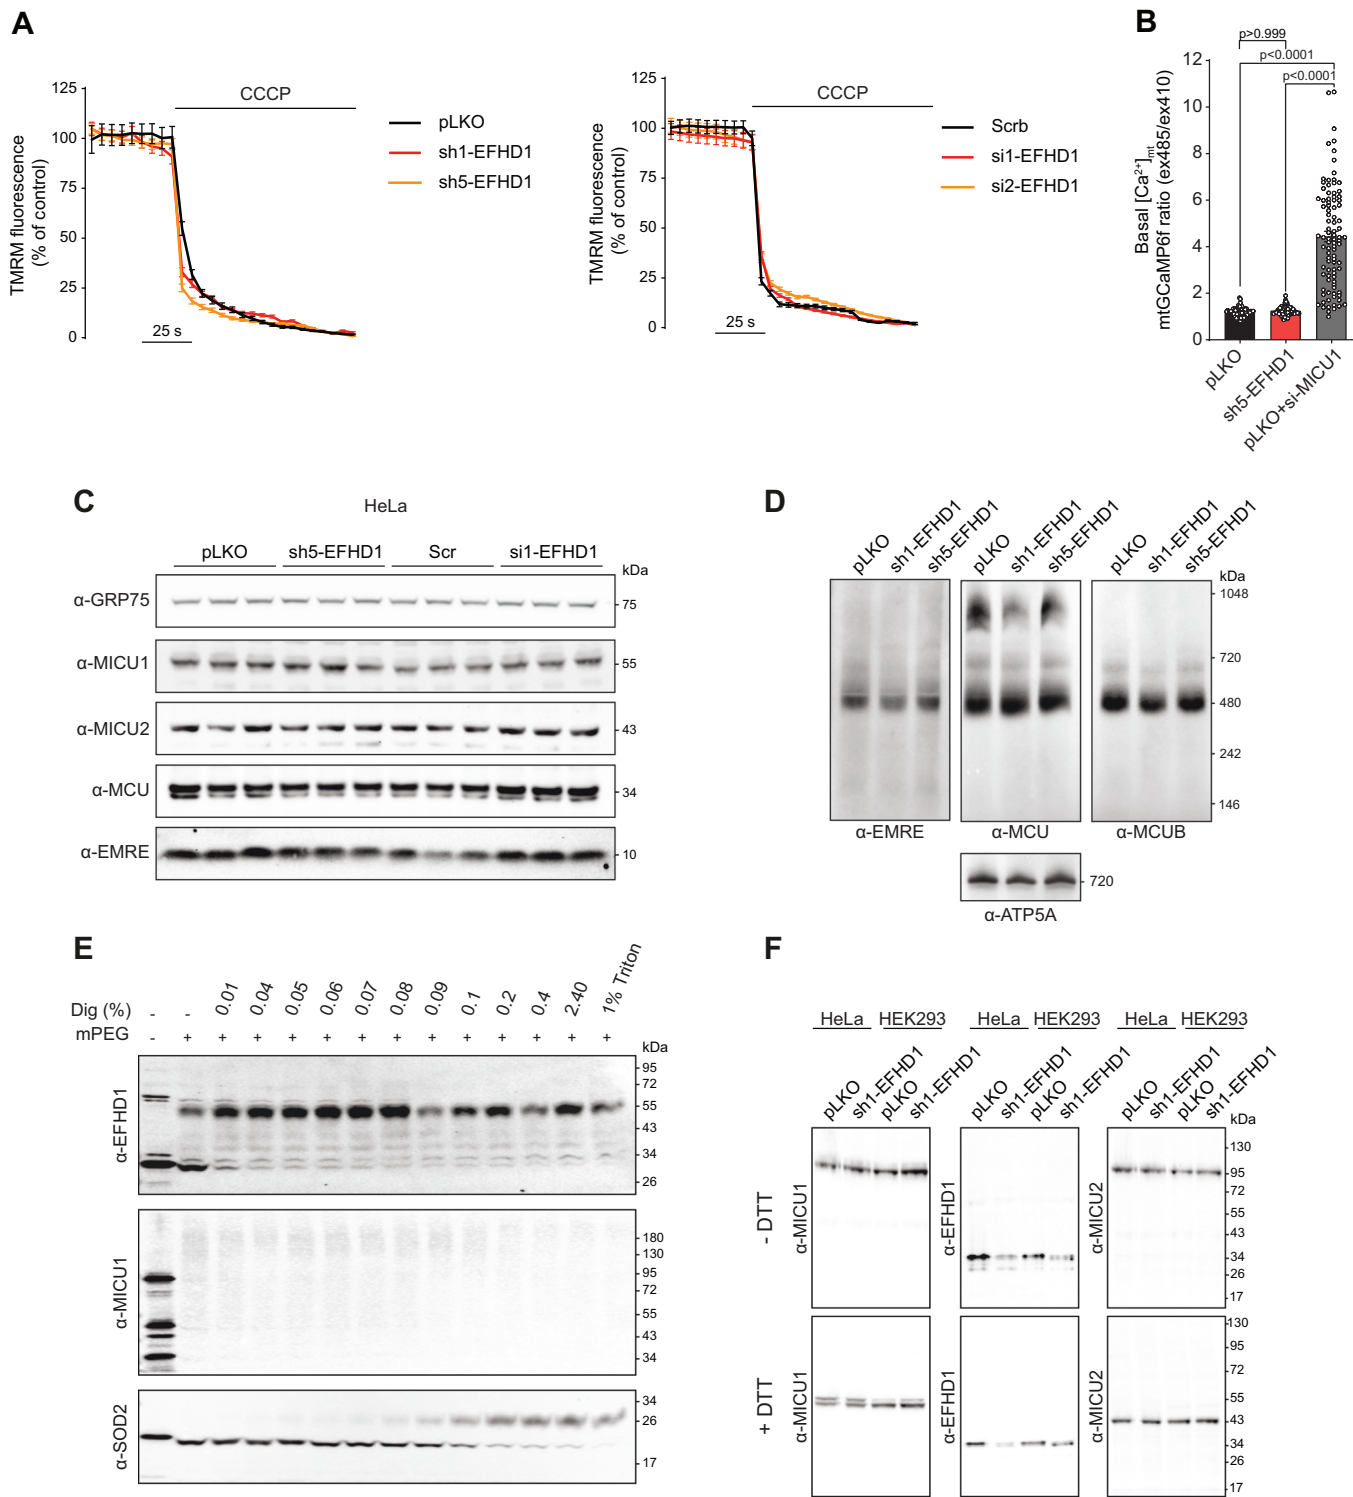 A
B
125
100
75
50
25
0
TMRM fluorescence
(% of control)
CCCP
25 s
pLKO
sh1-EFHD1
sh5-EFHD1
125
100
75
50
25
0
TMRM fluorescence
(% of control)
CCCP
25 s
Scrb
si1-EFHD1
si2-EFHD1
p>0.999
p<0.0001
p<0.0001
12
10
8
6
4
2
0
Basal [Ca²⁺]mt
mtGCaMP6f ratio (ex485/ex410)
pLKO
sh5-EFHD1
pLKO+si-MICU1
C
HeLa
pLKO sh5-EFHD1 Scr si1-EFHD1
kDa
α-GRP75 75
α-MICU1 55
α-MICU2 43
α-MCU 34
α-EMRE 10
D
pLKO sh1-EFHD1 sh5-EFHD1 pLKO sh1-EFHD1 sh5-EFHD1 pLKO sh1-EFHD1 sh5-EFHD1
kDa
1048
720
480
242
146
α-EMRE α-MCU α-MCUB
720
α-ATP5A
E
Dig (%) - - 0.01 0.04 0.05 0.06 0.07 0.08 0.09 0.1 0.2 0.4 2.40 1% Triton
mPEG - + + + + + + + + + + + + +
kDa
α-EFHD1
95
72
55
43
34
26
α-MICU1
180
130
95
72
55
43
34
α-SOD2
34
26
17
F
HeLa HEK293 HeLa HEK293 HeLa HEK293
pLKO sh1-EFHD1 pLKO sh1-EFHD1 pLKO sh1-EFHD1 pLKO sh1-EFHD1 pLKO sh1-EFHD1 pLKO sh1-EFHD1
kDa
- DTT
α-MICU1 α-EFHD1 α-MICU2
130
95
72
55
43
34
26
17
+ DTT
α-MICU1 α-EFHD1 α-MICU2
130
95
72
55
43
34
26
17